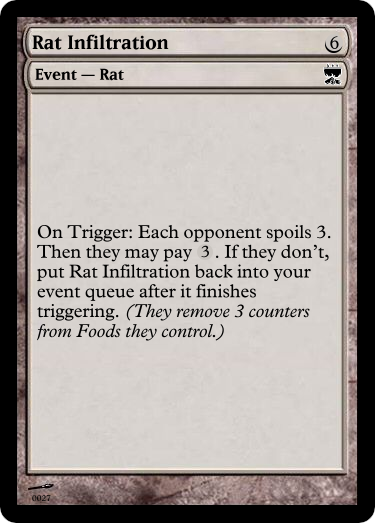 Rat Infiltration 6
Event — Rat
On Trigger: Each opponent spoils 3.
Then they may pay 3. If they don't,
put Rat Infiltration back into your
event queue after it finishes
triggering. (They remove 3 counters
from Foods they control.)
0027